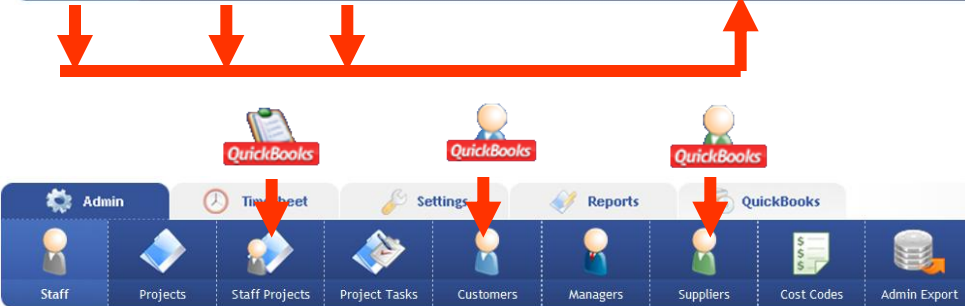 QuickBooks QuickBooks QuickBooks
Admin Timesheet Settings Reports QuickBooks
Staff Projects Staff Projects Project Tasks Customers Managers Suppliers Cost Codes Admin Export